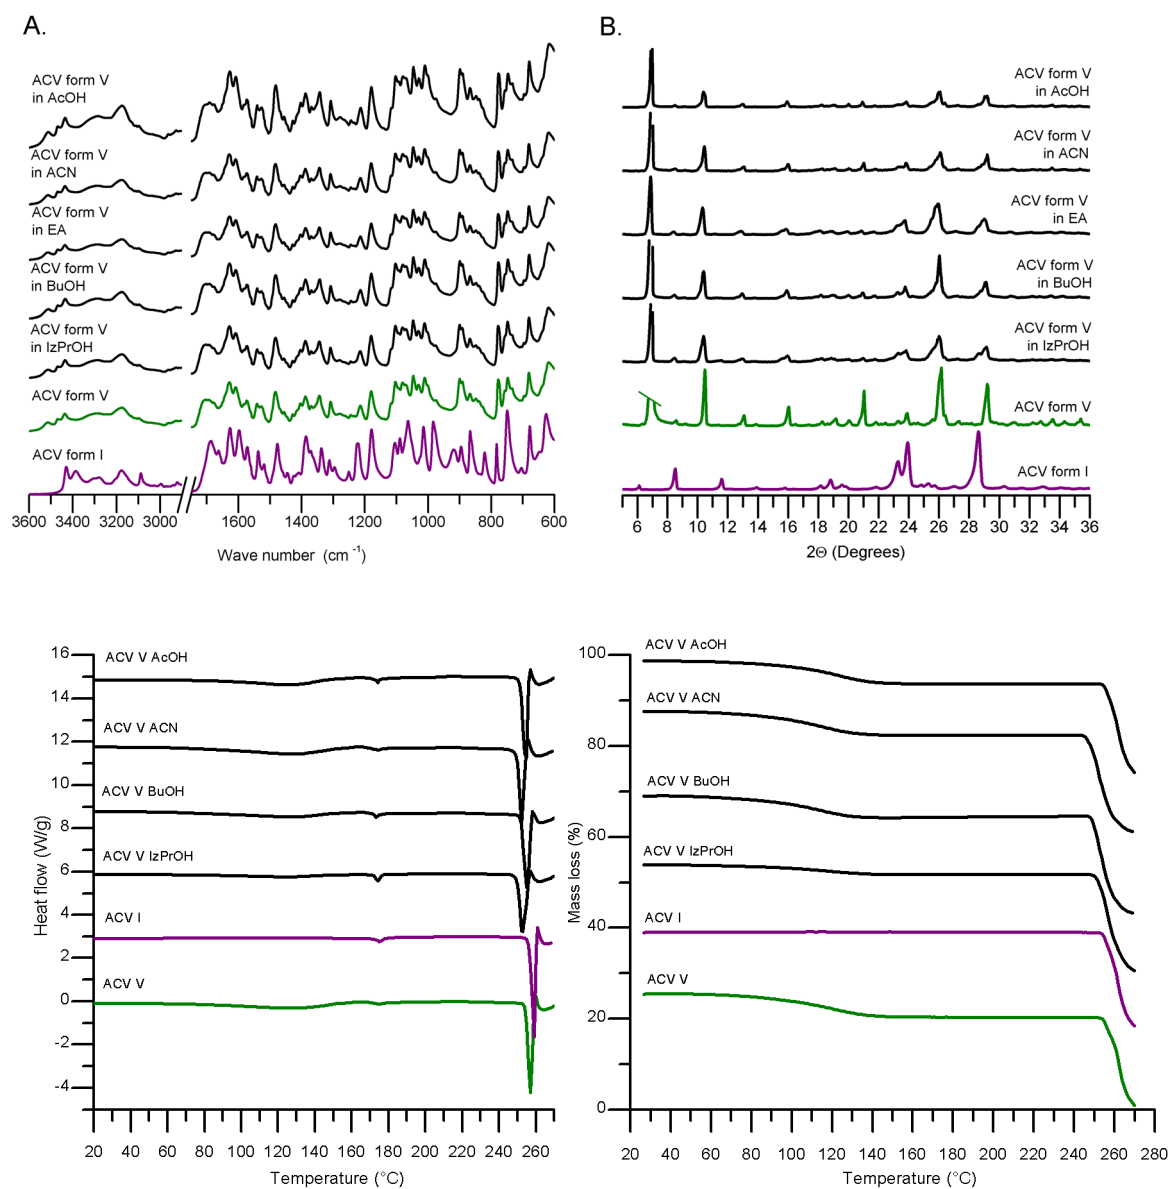 A.
ACV form V
in AcOH
ACV form V
in ACN
ACV form V
in EA
ACV form V
in BuOH
ACV form V
in IzPrOH
ACV form V
ACV form I
3600 3400 3200 3000 1600 1400 1200 1000 800 600
Wave number (cm -1)
B.
ACV form V
in AcOH
ACV form V
in ACN
ACV form V
in EA
ACV form V
in BuOH
ACV form V
in IzPrOH
ACV form V
ACV form I
6 8 10 12 14 16 18 20 22 24 26 28 30 32 34 36
2Θ (Degrees)
16
14
12
10
8
6
4
2
0
-2
-4
Heat flow (W/g)
ACV V AcOH
ACV V ACN
ACV V BuOH
ACV V IzPrOH
ACV I
ACV V
20 40 60 80 100 120 140 160 180 200 220 240 260
Temperature (°C)
100
80
60
40
20
0
Mass loss (%)
ACV V AcOH
ACV V ACN
ACV V BuOH
ACV V IzPrOH
ACV I
ACV V
20 40 60 80 100 120 140 160 180 200 220 240 260 280
Temperature (°C)